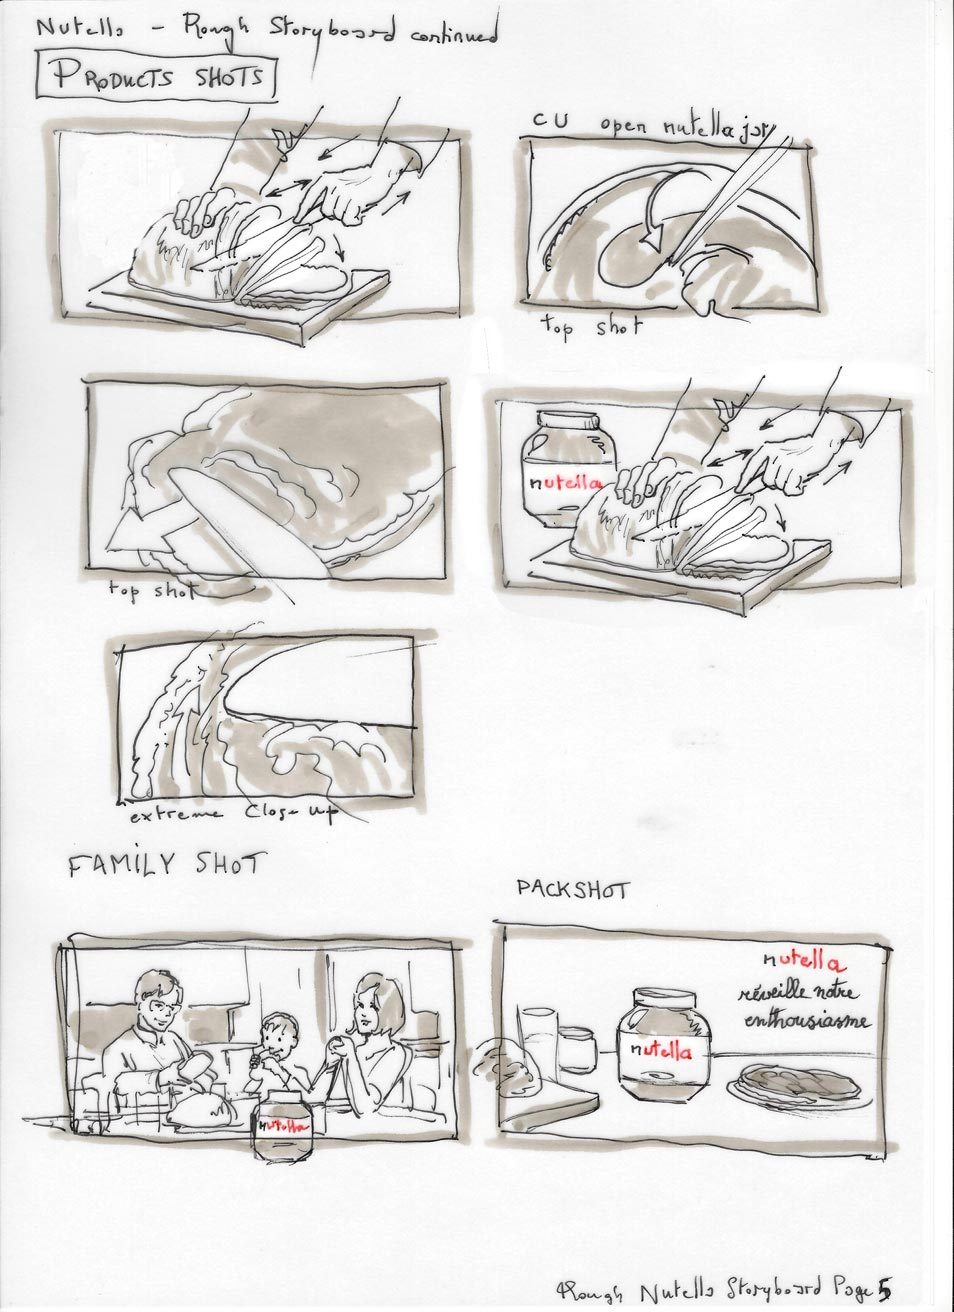 Nutella - Rough Storyboard continued
PRODUCTS SHOTS
CU open nutella jar
top shot
top shot
nutella
extreme Close up
FAMILY SHOT
PACKSHOT
nutella
nutella
réveille notre
enthousiasme
nutella
Rough Nutella Storyboard Page 5